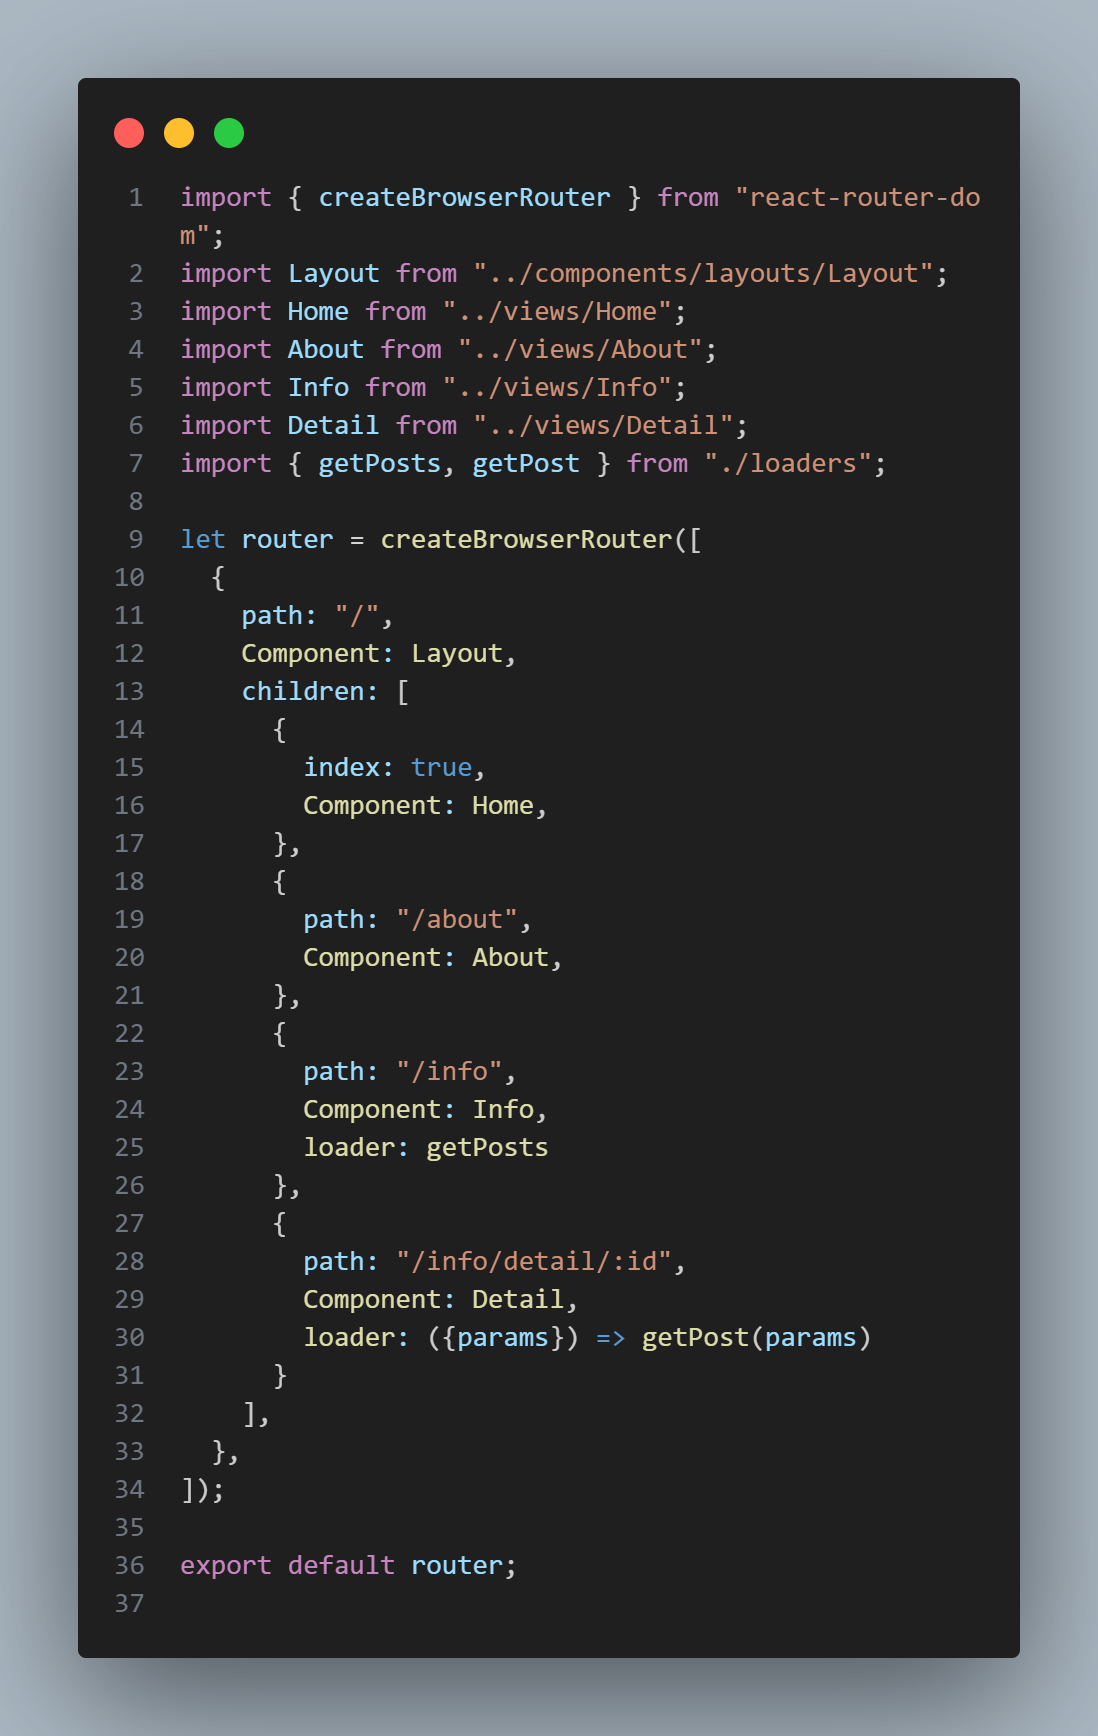 1 import { createBrowserRouter } from "react-router-do
m";
2 import Layout from "../components/layouts/Layout";
3 import Home from "../views/Home";
4 import About from "../views/About";
5 import Info from "../views/Info";
6 import Detail from "../views/Detail";
7 import { getPosts, getPost } from "./loaders";
8
9 let router = createBrowserRouter([
10   {
11     path: "/",
12     Component: Layout,
13     children: [
14       {
15         index: true,
16         Component: Home,
17       },
18       {
19         path: "/about",
20         Component: About,
21       },
22       {
23         path: "/info",
24         Component: Info,
25         loader: getPosts
26       },
27       {
28         path: "/info/detail/:id",
29         Component: Detail,
30         loader: ({params}) => getPost(params)
31       }
32     ],
33   },
34 ]);
35
36 export default router;
37